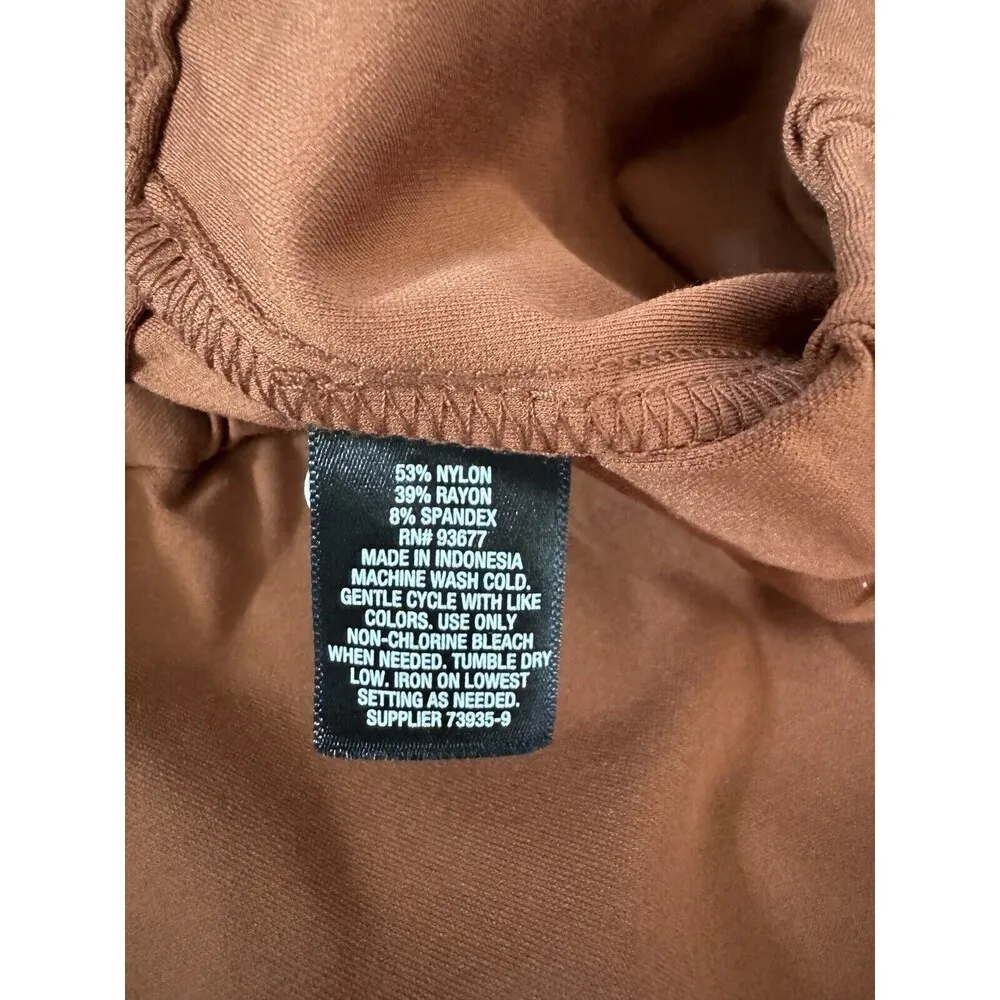 53% NYLON
39% RAYON
8% SPANDEX
RN# 93677
MADE IN INDONESIA
MACHINE WASH COLD.
GENTLE CYCLE WITH LIKE
COLORS. USE ONLY
NON-CHLORINE BLEACH
WHEN NEEDED. TUMBLE DRY
LOW. IRON ON LOWEST
SETTING AS NEEDED.
SUPPLIER 73935-9